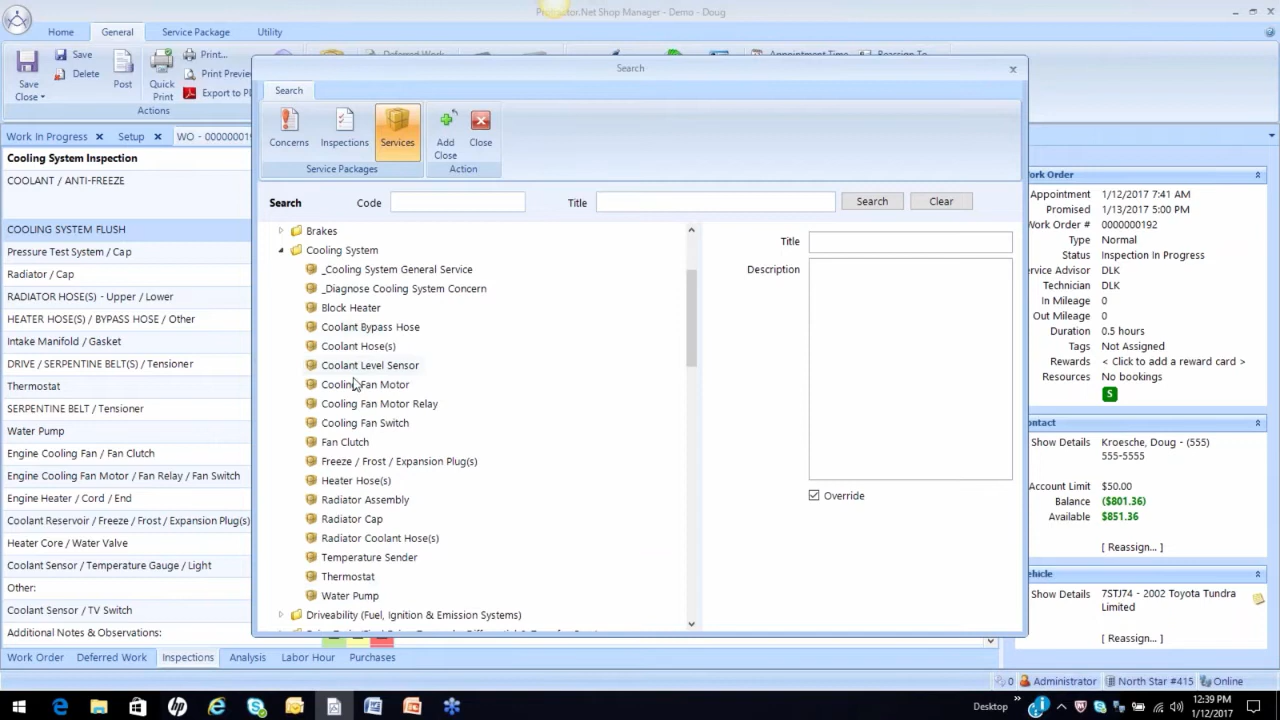 Protractor.Net Shop Manager - Demo - Doug
Home General Service Package Utility
Save Close
Save
Delete
Post
Quick Print
Print...
Print Preview
Export to PD
Deferred Work
Appointment Time
Reassign To
Actions
Work In Progress Setup WO - 000000019
Search
Search
Concerns
Inspections
Services
Add Close
Close
Service Packages
Action
Search Code Title Search Clear
Brakes
Cooling System
_Cooling System General Service
_Diagnose Cooling System Concern
Block Heater
Coolant Bypass Hose
Coolant Hose(s)
Coolant Level Sensor
Cooling Fan Motor
Cooling Fan Motor Relay
Cooling Fan Switch
Fan Clutch
Freeze / Frost / Expansion Plug(s)
Heater Hose(s)
Radiator Assembly
Radiator Cap
Radiator Coolant Hose(s)
Temperature Sender
Thermostat
Water Pump
Driveability (Fuel, Ignition & Emission Systems)
Title
Description
Override
Cooling System Inspection
COOLANT / ANTI-FREEZE
COOLING SYSTEM FLUSH
Pressure Test System / Cap
Radiator / Cap
RADIATOR HOSE(S) - Upper / Lower
HEATER HOSE(S) / BYPASS HOSE / Other
Intake Manifold / Gasket
DRIVE / SERPENTINE BELT(S) / Tensioner
Thermostat
SERPENTINE BELT / Tensioner
Water Pump
Engine Cooling Fan / Fan Clutch
Engine Cooling Fan Motor / Fan Relay / Fan Switch
Engine Heater / Cord / End
Coolant Reservoir / Freeze / Frost / Expansion Plug(s)
Heater Core / Water Valve
Coolant Sensor / Temperature Gauge / Light
Other:
Coolant Sensor / TV Switch
Additional Notes & Observations:
Work Order Deferred Work Inspections Analysis Labor Hour Purchases
ork Order
Appointment 1/12/2017 7:41 AM
Promised 1/13/2017 5:00 PM
Work Order # 0000000192
Type Normal
Status Inspection In Progress
ervice Advisor DLK
Technician DLK
In Mileage 0
Out Mileage 0
Duration 0.5 hours
Tags Not Assigned
Rewards < Click to add a reward card >
Resources No bookings
S
ontact
Show Details Kroesche, Doug - (555) 555-5555
Account Limit $50.00
Balance ($801.36)
Available $851.36
[ Reassign... ]
ehicle
Show Details 7STJ74 - 2002 Toyota Tundra Limited
[ Reassign... ]
0 Administrator North Star #415 Online
Desktop
12:39 PM
1/12/2017